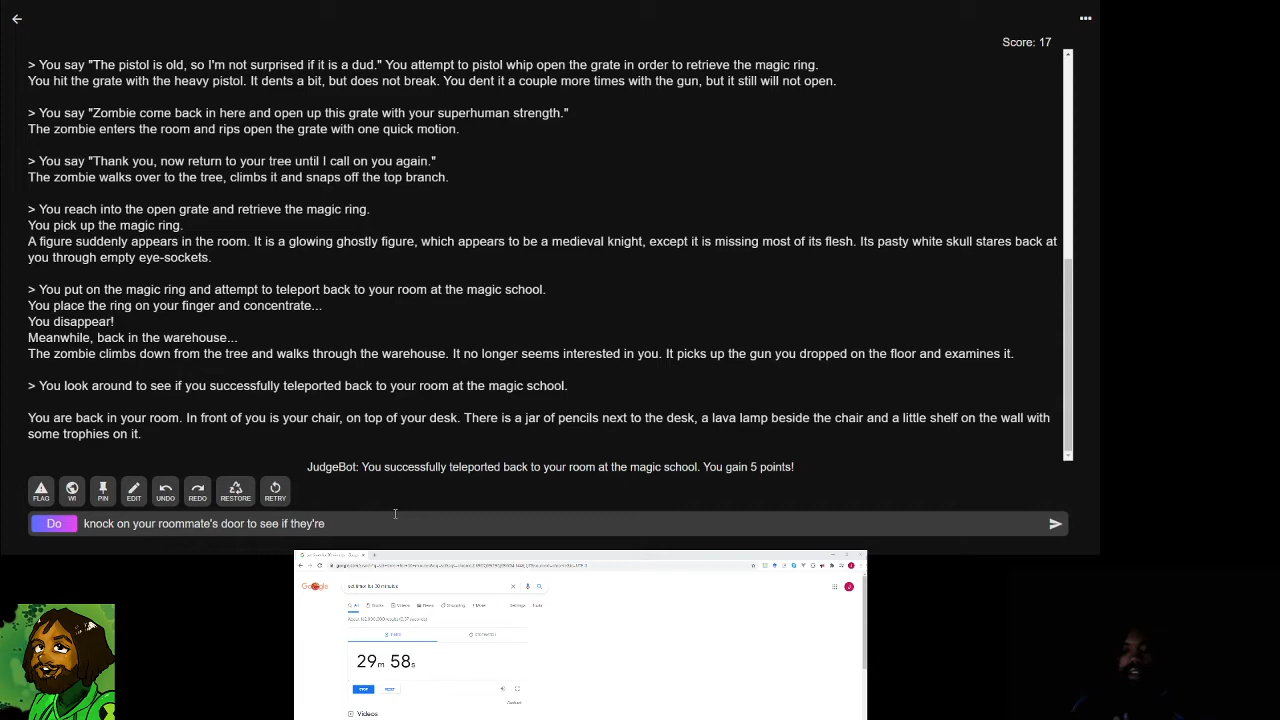 Score: 17
> You say "The pistol is old, so I'm not surprised if it is a dud." You attempt to pistol whip open the grate in order to retrieve the magic ring.
You hit the grate with the heavy pistol. It dents a bit, but does not break. You dent it a couple more times with the gun, but it still will not open.
> You say "Zombie come back in here and open up this grate with your superhuman strength."
The zombie enters the room and rips open the grate with one quick motion.
> You say "Thank you, now return to your tree until I call on you again."
The zombie walks over to the tree, climbs it and snaps off the top branch.
> You reach into the open grate and retrieve the magic ring.
You pick up the magic ring.
A figure suddenly appears in the room. It is a glowing ghostly figure, which appears to be a medieval knight, except it is missing most of its flesh. Its pasty white skull stares back at
you through empty eye-sockets.
> You put on the magic ring and attempt to teleport back to your room at the magic school.
You place the ring on your finger and concentrate...
You disappear!
Meanwhile, back in the warehouse...
The zombie climbs down from the tree and walks through the warehouse. It no longer seems interested in you. It picks up the gun you dropped on the floor and examines it.
> You look around to see if you successfully teleported back to your room at the magic school.
You are back in your room. In front of you is your chair, on top of your desk. There is a jar of pencils next to the desk, a lava lamp beside the chair and a little shelf on the wall with
some trophies on it.
JudgeBot: You successfully teleported back to your room at the magic school. You gain 5 points!
FLAG WI PIN EDIT UNDO REDO RESTORE RETRY
Do knock on your roommate's door to see if they're
set timer for 30 minutes
All Books Videos News Shopping More Settings Tools
29m 58s
STOP RESET
Feedback
Videos